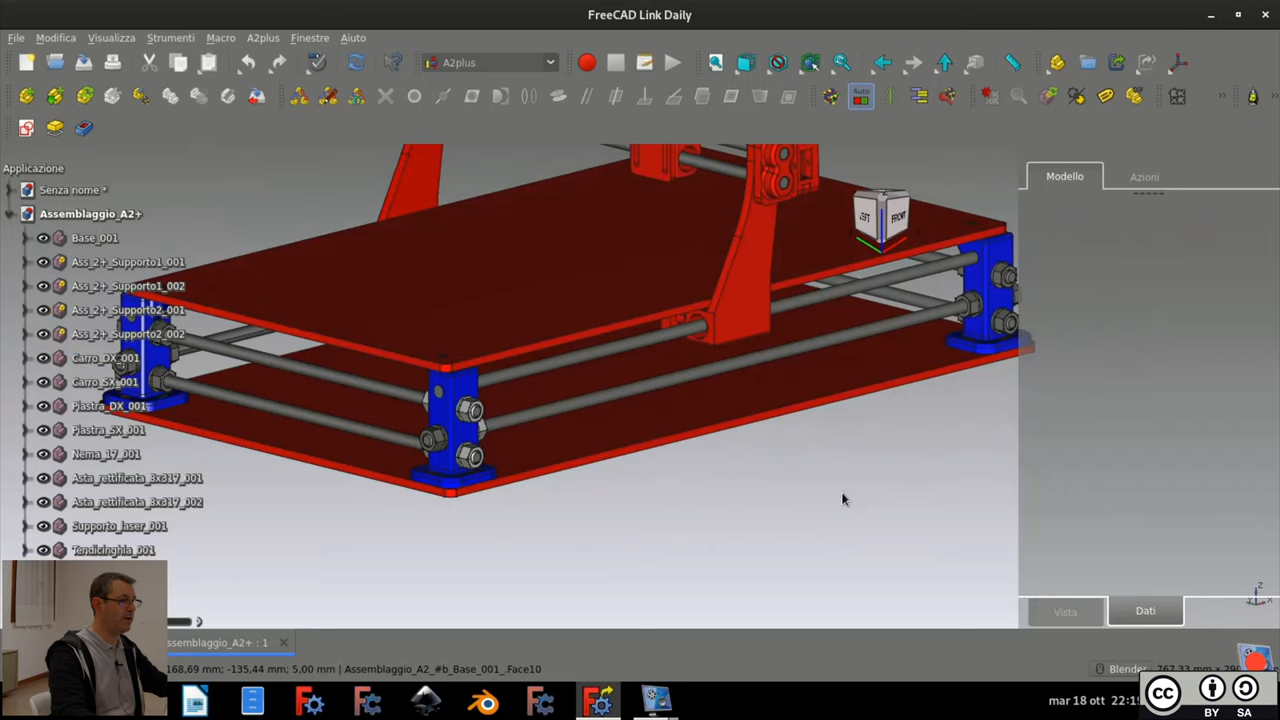 FreeCAD Link Daily
File Modifica Visualizza Strumenti Macro A2plus Finestre Aiuto
A2plus
Auto
Applicazione
Modello Azioni
Senza nome *
Assemblaggio_A2+
Base_001
Ass_2+_Supporto1_001
Ass_2+_Supporto1_002
Ass_2+_Supporto2_001
Ass_2+_Supporto2_002
Carro_DX_001
Carro_SX_001
Piastra_DX_001
Piastra_SX_001
Nema_17_001
Asta_rettificata_8x317_001
Asta_rettificata_8x317_002
Supporto_laser_001
Tendicinghia_001
FRONT
Z
Vista Dati
ssemblaggio_A2+ : 1
168,69 mm; -135,44 mm; 5,00 mm | Assemblaggio_A2_#b_Base_001_.Face10
Blender
mar 18 ott
CC
BY SA